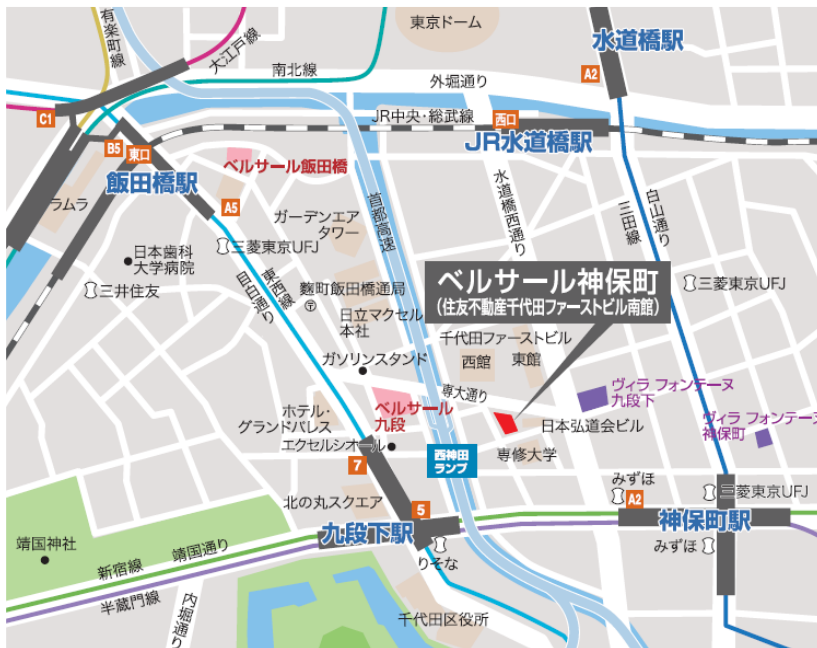 有楽町線
大江戸線
東京ドーム
水道橋駅
A2
南北線
外堀通り
C1
JR中央・総武線
西口
JR水道橋駅
B5
東口
飯田橋駅
ベルサール飯田橋
首都高速
水道橋西通り
白山通り
三田線
ラムラ
A5
ガーデンエア
タワー
日本歯科
大学病院
三菱東京UFJ
三井住友
東西線
目白通り
麴町飯田橋通局
日立マクセル
本社
ベルサール神保町
(住友不動産千代田ファーストビル南館)
三菱東京UFJ
千代田ファーストビル
西館
東館
ガソリンスタンド
専大通り
ヴィラ フォンテーヌ
九段下
ホテル・
グランドパレス
ベルサール
九段
日本弘道会ビル
ヴィラ フォンテーヌ
神保町
エクセルシオール
7
西神田
ランプ
専修大学
みずほ
A2
三菱東京UFJ
北の丸スクエア
5
九段下駅
神保町駅
靖国神社
新宿線
靖国通り
りそな
みずほ
半蔵門線
内堀通り
千代田区役所